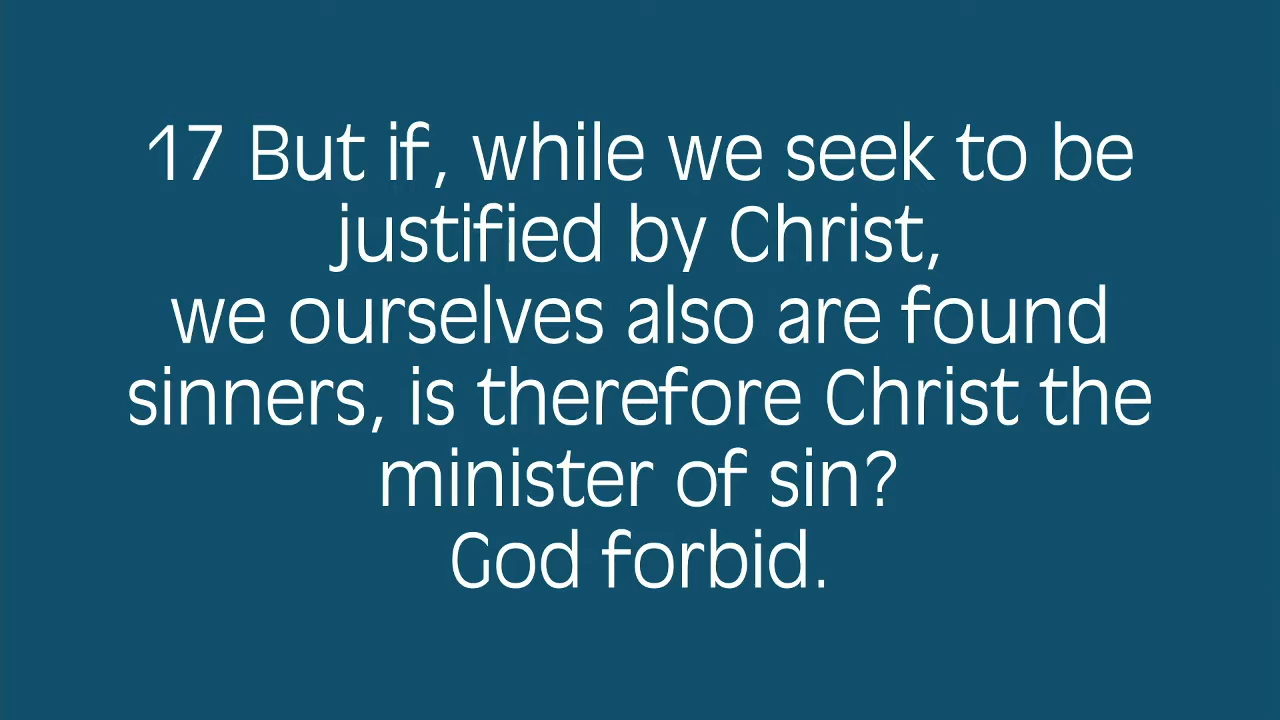 17 But if, while we seek to be
justified by Christ,
we ourselves also are found
sinners, is therefore Christ the
minister of sin?
God forbid.